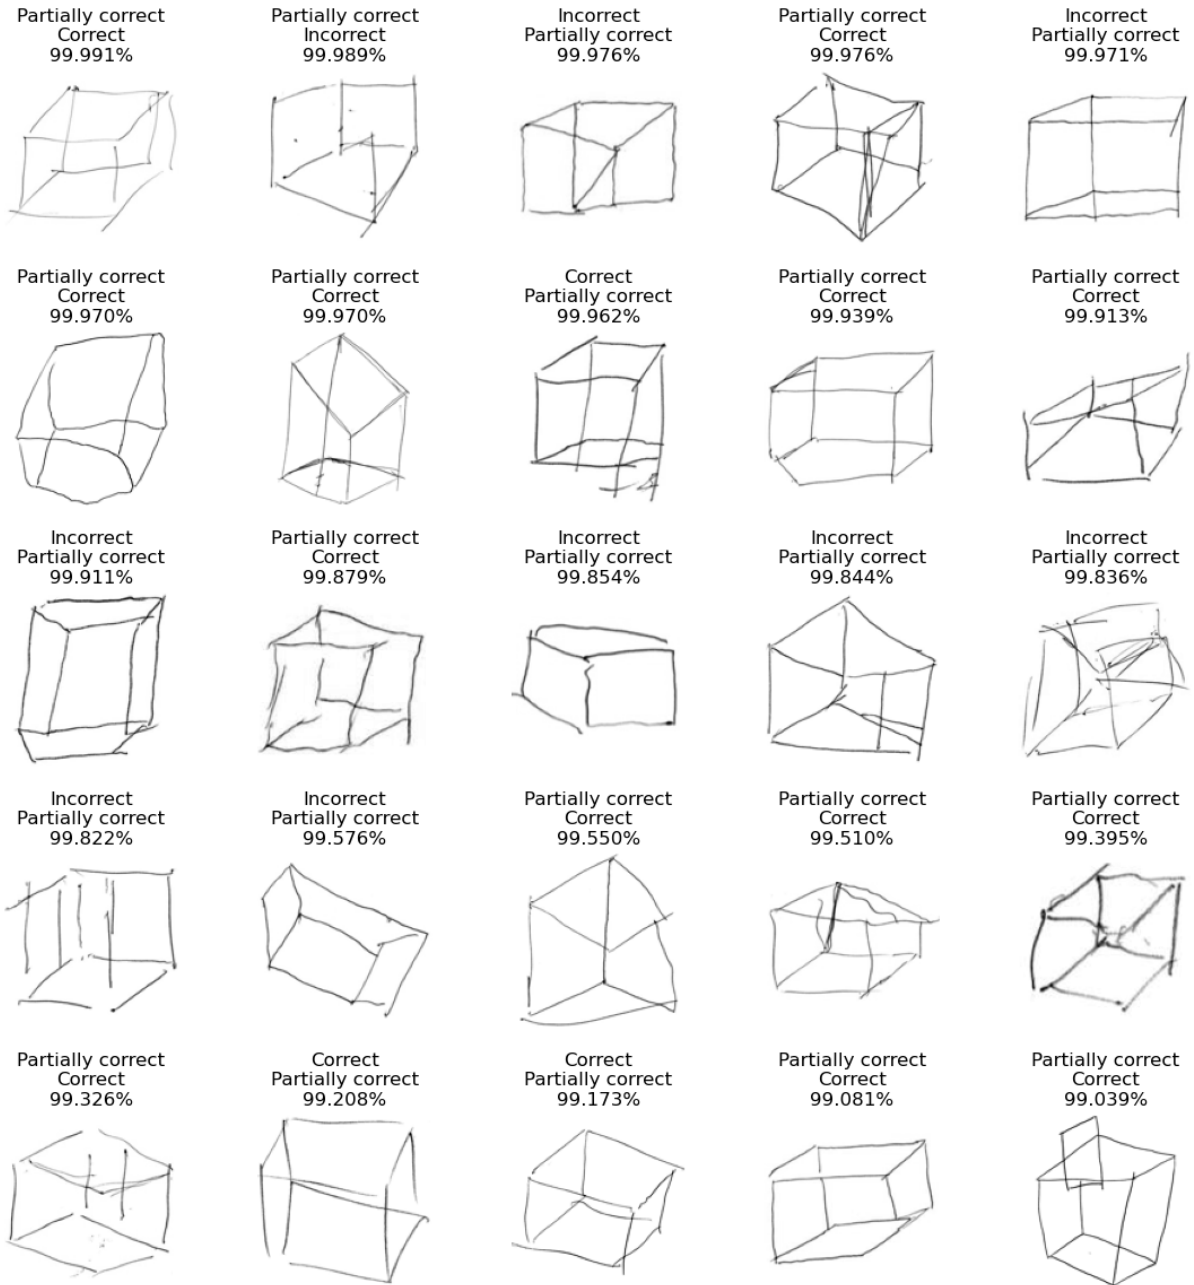 Partially correct
Correct
99.991%
Partially correct
Incorrect
99.989%
Incorrect
Partially correct
99.976%
Partially correct
Correct
99.976%
Incorrect
Partially correct
99.971%
Partially correct
Correct
99.970%
Partially correct
Correct
99.970%
Correct
Partially correct
99.962%
Partially correct
Correct
99.939%
Partially correct
Correct
99.913%
Incorrect
Partially correct
99.911%
Partially correct
Correct
99.879%
Incorrect
Partially correct
99.854%
Incorrect
Partially correct
99.844%
Incorrect
Partially correct
99.836%
Incorrect
Partially correct
99.822%
Incorrect
Partially correct
99.576%
Partially correct
Correct
99.550%
Partially correct
Correct
99.510%
Partially correct
Correct
99.395%
Partially correct
Correct
99.326%
Correct
Partially correct
99.208%
Correct
Partially correct
99.173%
Partially correct
Correct
99.081%
Partially correct
Correct
99.039%